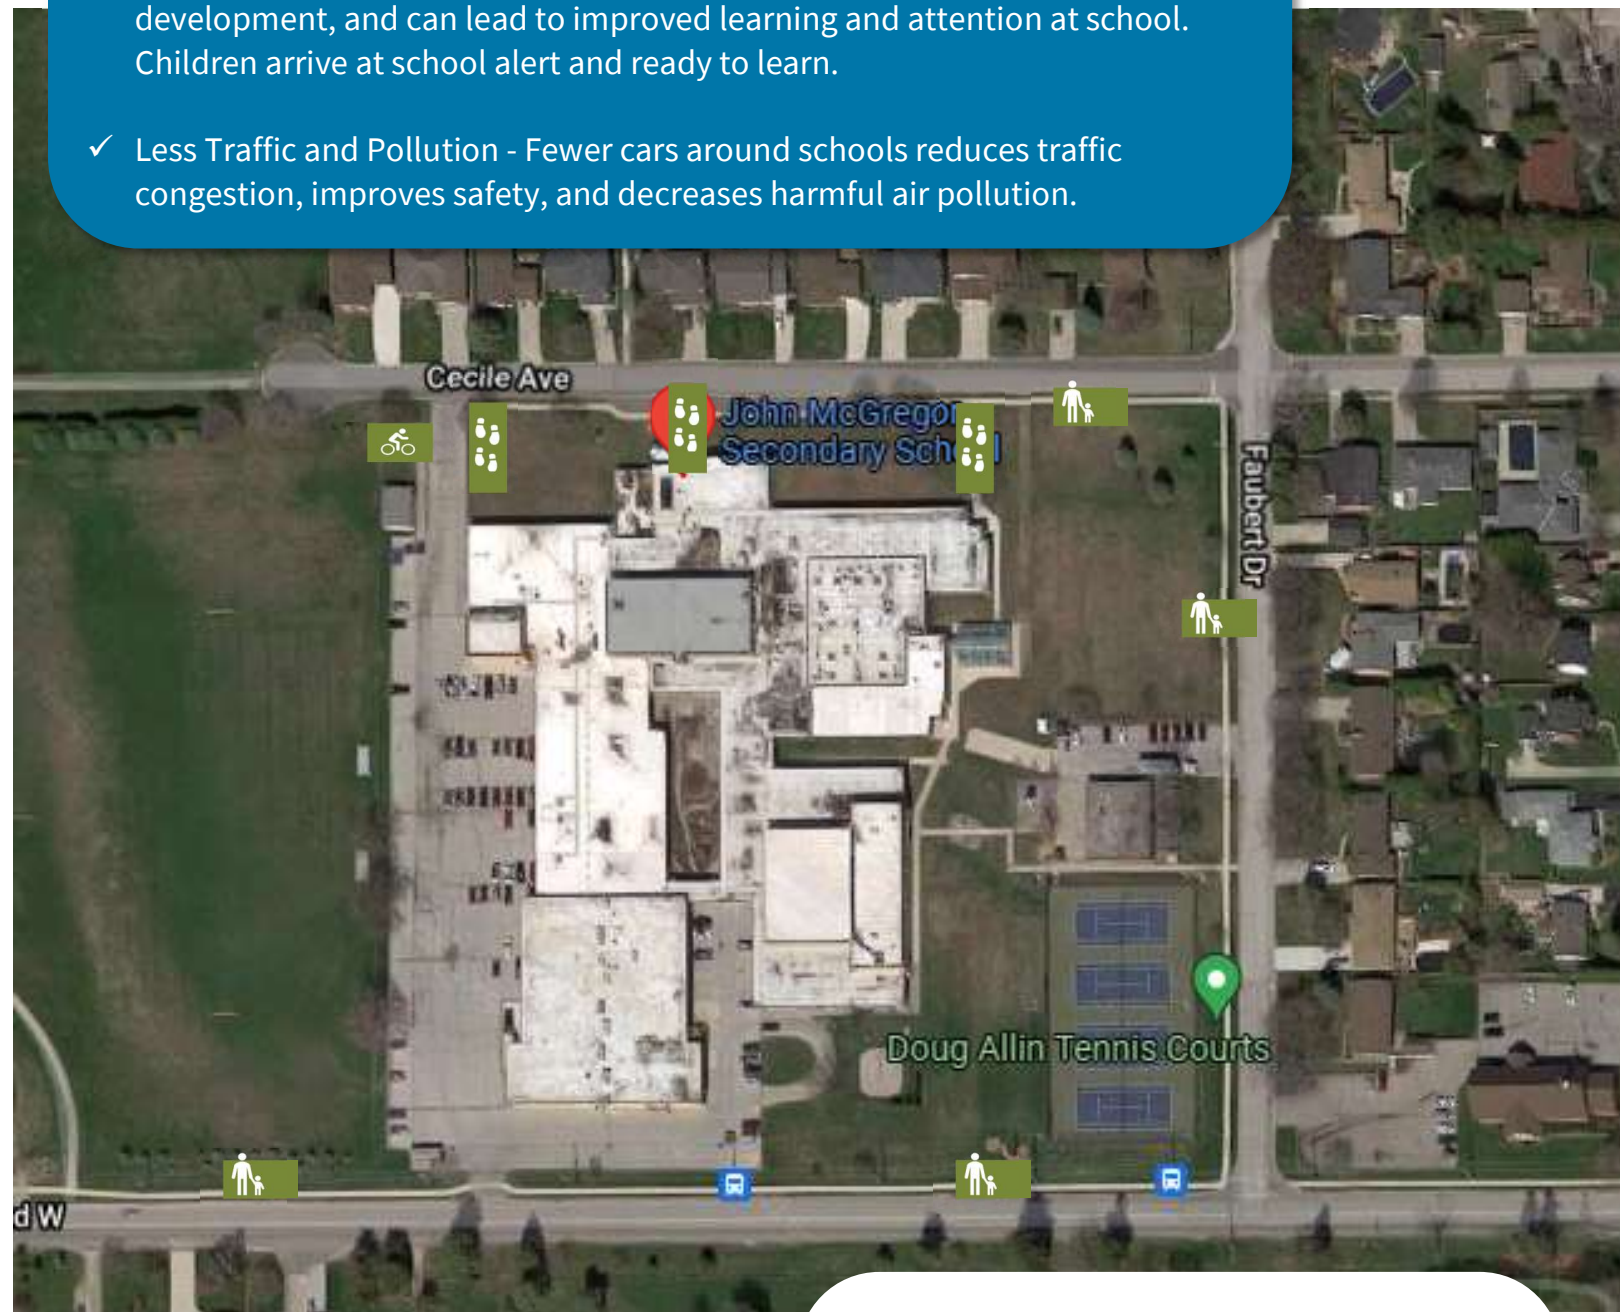 development, and can lead to improved learning and attention at school.
Children arrive at school alert and ready to learn.
✓ Less Traffic and Pollution - Fewer cars around schools reduces traffic
congestion, improves safety, and decreases harmful air pollution.
Cecile Ave
John McGregor
Secondary School
Faubert Dr
Doug Allin Tennis Courts
d W